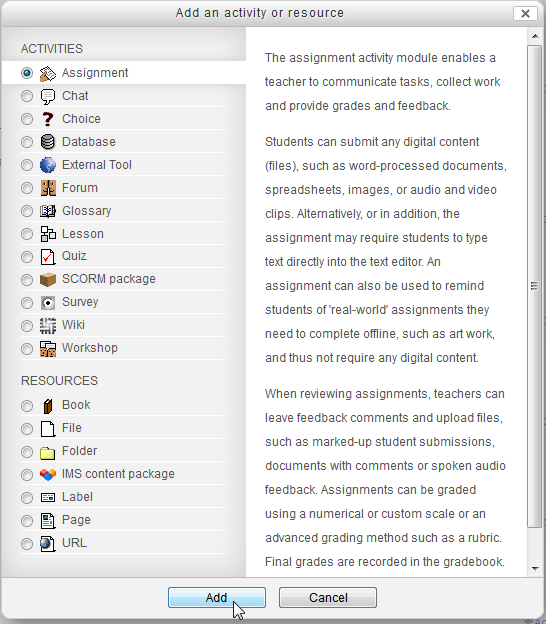 Add an activity or resource
ACTIVITIES
Assignment
Chat
Choice
Database
External Tool
Forum
Glossary
Lesson
Quiz
SCORM package
Survey
Wiki
Workshop
RESOURCES
Book
File
Folder
IMS content package
Label
Page
URL
The assignment activity module enables a
teacher to communicate tasks, collect work
and provide grades and feedback.
Students can submit any digital content
(files), such as word-processed documents,
spreadsheets, images, or audio and video
clips. Alternatively, or in addition, the
assignment may require students to type
text directly into the text editor. An
assignment can also be used to remind
students of 'real-world' assignments they
need to complete offline, such as art work,
and thus not require any digital content.
When reviewing assignments, teachers can
leave feedback comments and upload files,
such as marked-up student submissions,
documents with comments or spoken audio
feedback. Assignments can be graded
using a numerical or custom scale or an
advanced grading method such as a rubric.
Final grades are recorded in the gradebook.
Add
Cancel